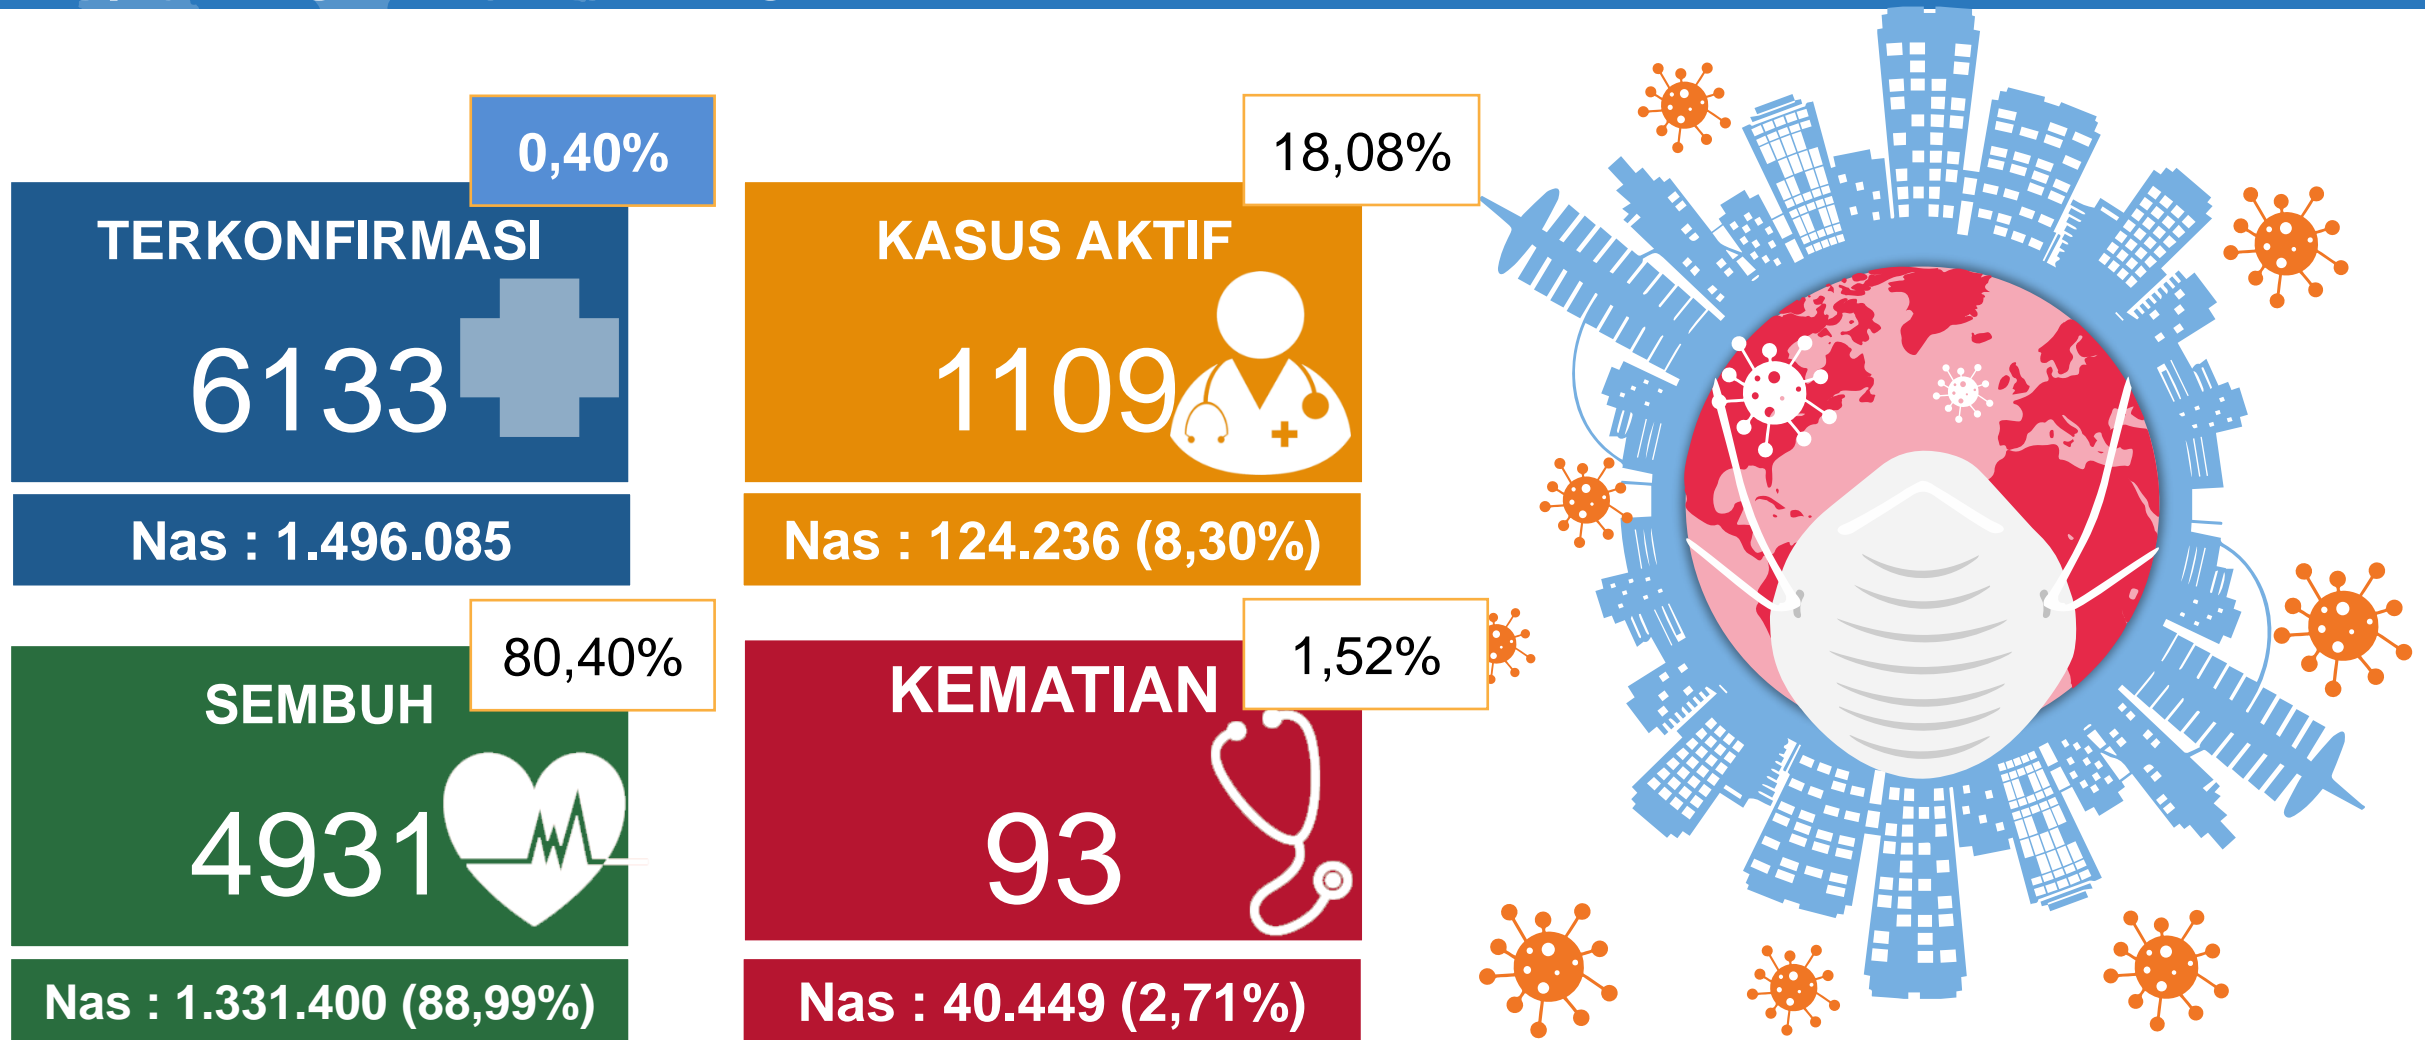 0,40%
TERKONFIRMASI
6133
Nas : 1.496.085
18,08%
KASUS AKTIF
1109
Nas : 124.236 (8,30%)
80,40%
SEMBUH
4931
Nas : 1.331.400 (88,99%)
1,52%
KEMATIAN
93
Nas : 40.449 (2,71%)